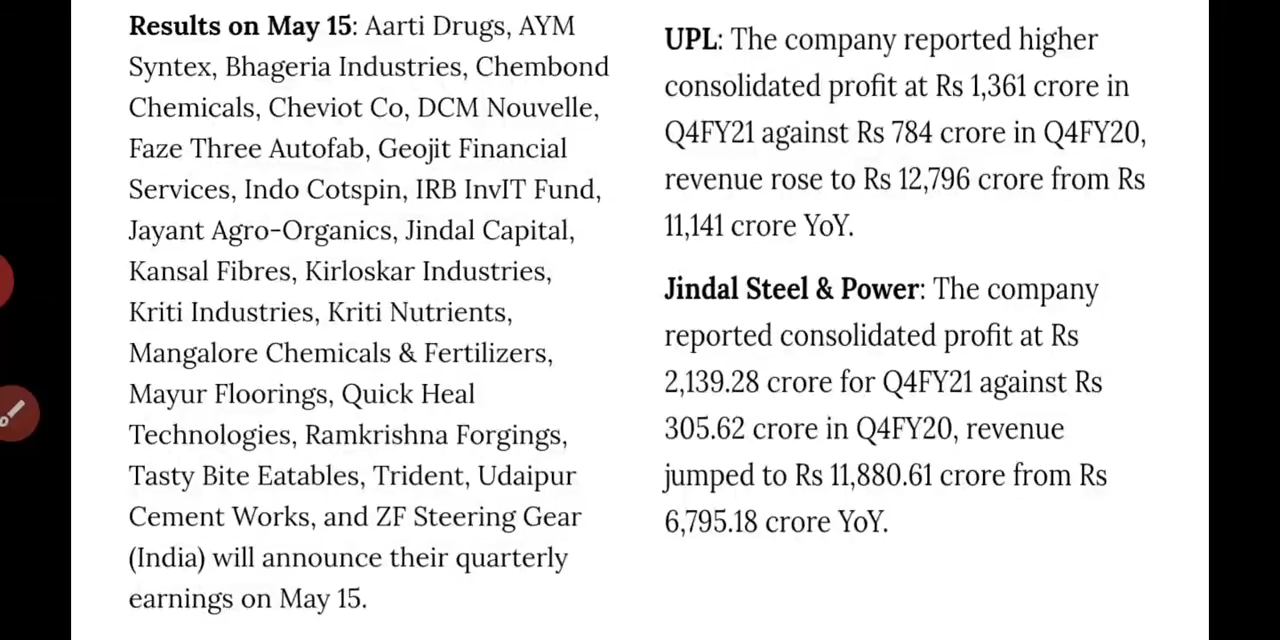 Results on May 15: Aarti Drugs, AYM
Syntex, Bhageria Industries, Chembond
Chemicals, Cheviot Co, DCM Nouvelle,
Faze Three Autofab, Geojit Financial
Services, Indo Cotspin, IRB InvIT Fund,
Jayant Agro-Organics, Jindal Capital,
Kansal Fibres, Kirloskar Industries,
Kriti Industries, Kriti Nutrients,
Mangalore Chemicals & Fertilizers,
Mayur Floorings, Quick Heal
Technologies, Ramkrishna Forgings,
Tasty Bite Eatables, Trident, Udaipur
Cement Works, and ZF Steering Gear
(India) will announce their quarterly
earnings on May 15.
UPL: The company reported higher
consolidated profit at Rs 1,361 crore in
Q4FY21 against Rs 784 crore in Q4FY20,
revenue rose to Rs 12,796 crore from Rs
11,141 crore YoY.
Jindal Steel & Power: The company
reported consolidated profit at Rs
2,139.28 crore for Q4FY21 against Rs
305.62 crore in Q4FY20, revenue
jumped to Rs 11,880.61 crore from Rs
6,795.18 crore YoY.